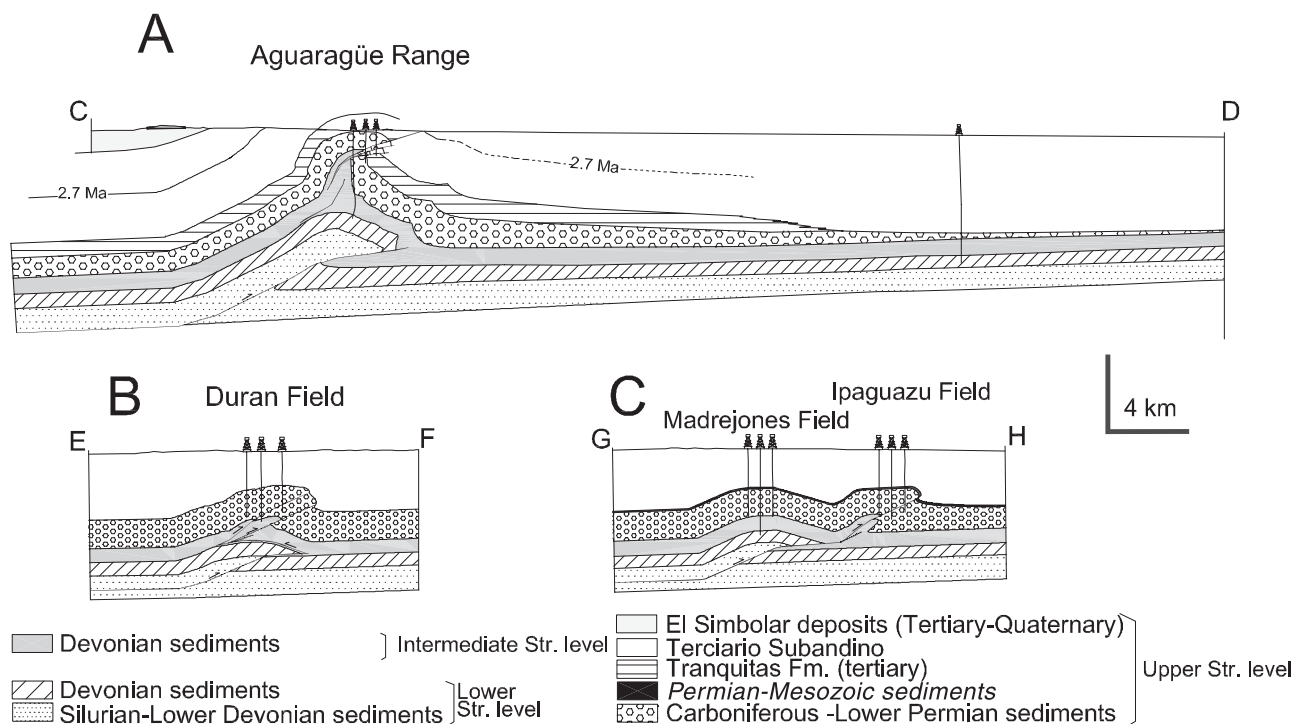 A
Aguaragüe Range
C
D
2.7 Ma
2.7 Ma
B
Duran Field
E
F
C
Ipaguazu Field
Madrejones Field
G
H
4 km
Devonian sediments
Intermediate Str. level
Devonian sediments
Silurian-Lower Devonian sediments
Lower
Str. level
El Simbolar deposits (Tertiary-Quaternary)
Terciario Subandino
Tranquitas Fm. (tertiary)
Permian-Mesozoic sediments
Carboniferous -Lower Permian sediments
Upper Str. level